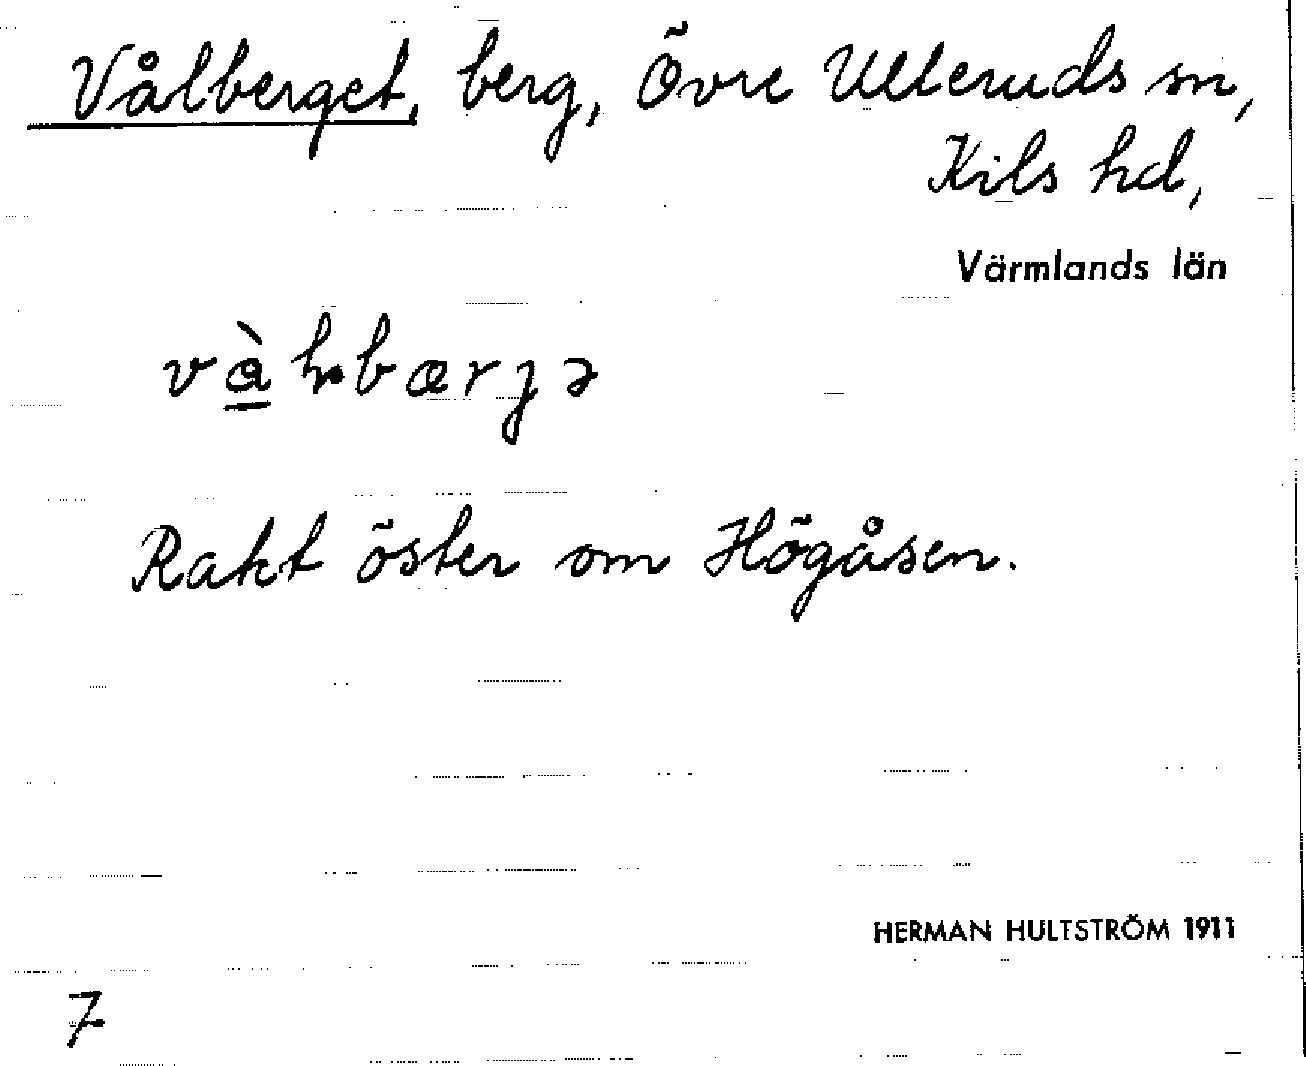 Vålberget, berg, Övre Ulleruds sn,
Kils hd,
Värmlands län
Rakt öster om Högåsen.
HERMAN HULTSTRÖM 1911
7